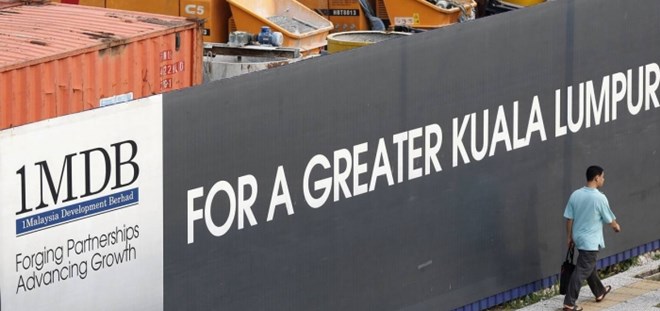 1MDB
1Malaysia Development Berhad
Forging Partnerships
Advancing Growth
FOR A GREATER KUALA LUMPUR